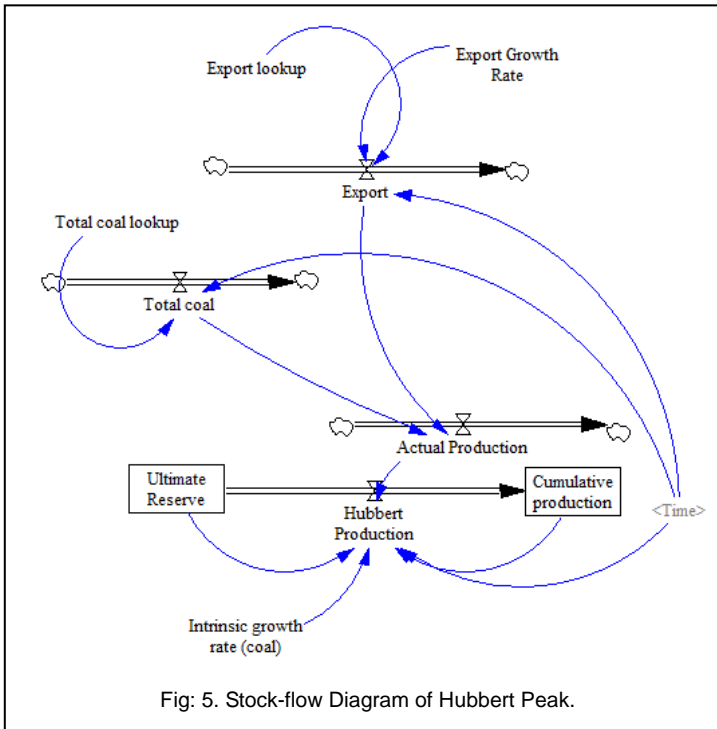 Export lookup
Export Growth
Rate
Export
Total coal lookup
Total coal
Actual Production
Ultimate
Reserve
Cumulative
production
Hubbert
Production
<Time>
Intrinsic growth
rate (coal)
Fig: 5. Stock-flow Diagram of Hubbert Peak.